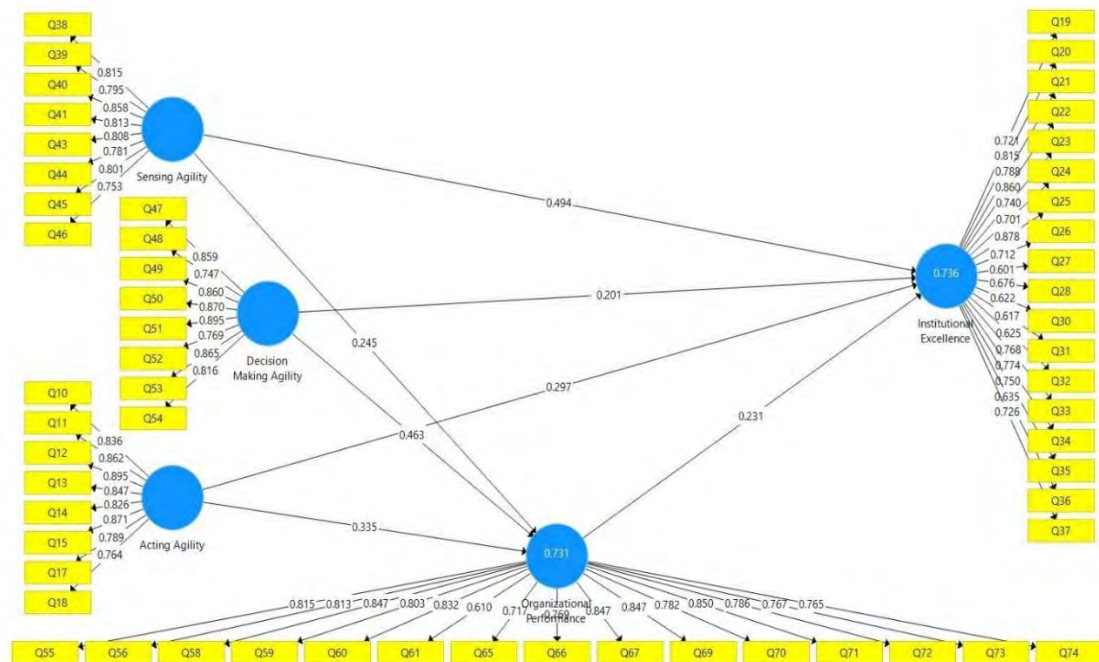 Q38
Q39
Q40
Q41
Q43
Q44
Q45
Q46
0.815
0.795
0.858
0.813
0.808
0.781
0.801
0.753
Sensing Agility
Q47
Q48
Q49
Q50
Q51
Q52
Q53
Q54
0.859
0.747
0.860
0.870
0.895
0.769
0.865
0.816
Decision
Making Agility
Q10
Q11
Q12
Q13
Q14
Q15
Q17
Q18
0.836
0.862
0.895
0.847
0.826
0.871
0.789
0.764
Acting Agility
0.494
0.201
0.245
0.297
0.463
0.231
0.335
0.736
Institutional
Excellence
0.721
0.815
0.788
0.860
0.740
0.701
0.878
0.712
0.601
0.676
0.622
0.617
0.625
0.768
0.774
0.750
0.635
0.726
Q19
Q20
Q21
Q22
Q23
Q24
Q25
Q26
Q27
Q28
Q30
Q31
Q32
Q33
Q34
Q35
Q36
Q37
0.731
Organizational
Performance
0.815 0.813 0.847 0.803 0.832 0.610 0.717 0.769 0.847 0.847 0.782 0.850 0.786 0.767 0.765
Q55 Q56 Q58 Q59 Q60 Q61 Q65 Q66 Q67 Q69 Q70 Q71 Q72 Q73 Q74